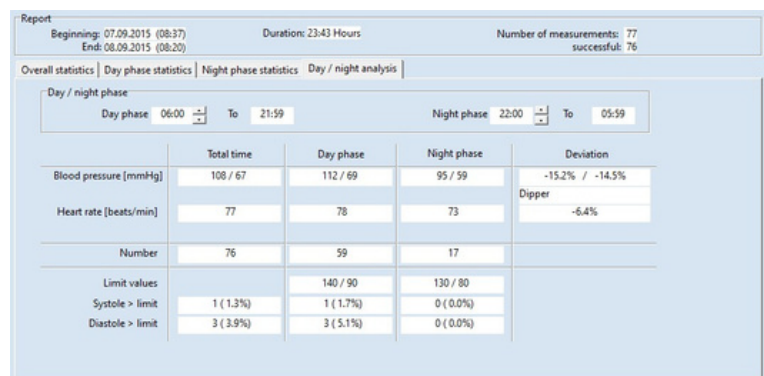 Report
Beginning: 07.09.2015 (08:37) Duration: 23:43 Hours Number of measurements: 77
End: 08.09.2015 (08:20) successful: 76
Overall statistics Day phase statistics Night phase statistics Day / night analysis
Day / night phase
Day phase 06:00 To 21:59 Night phase 22:00 To 05:59
Total time Day phase Night phase Deviation
Blood pressure [mmHg] 108 / 67 112 / 69 95 / 59 -15.2% / -14.5%
Dipper
Heart rate [beats/min] 77 78 73 -6.4%
Number 76 59 17
Limit values 140 / 90 130 / 80
Systole > limit 1 ( 1.3%) 1 ( 1.7%) 0 ( 0.0%)
Diastole > limit 3 ( 3.9%) 3 ( 5.1%) 0 ( 0.0%)